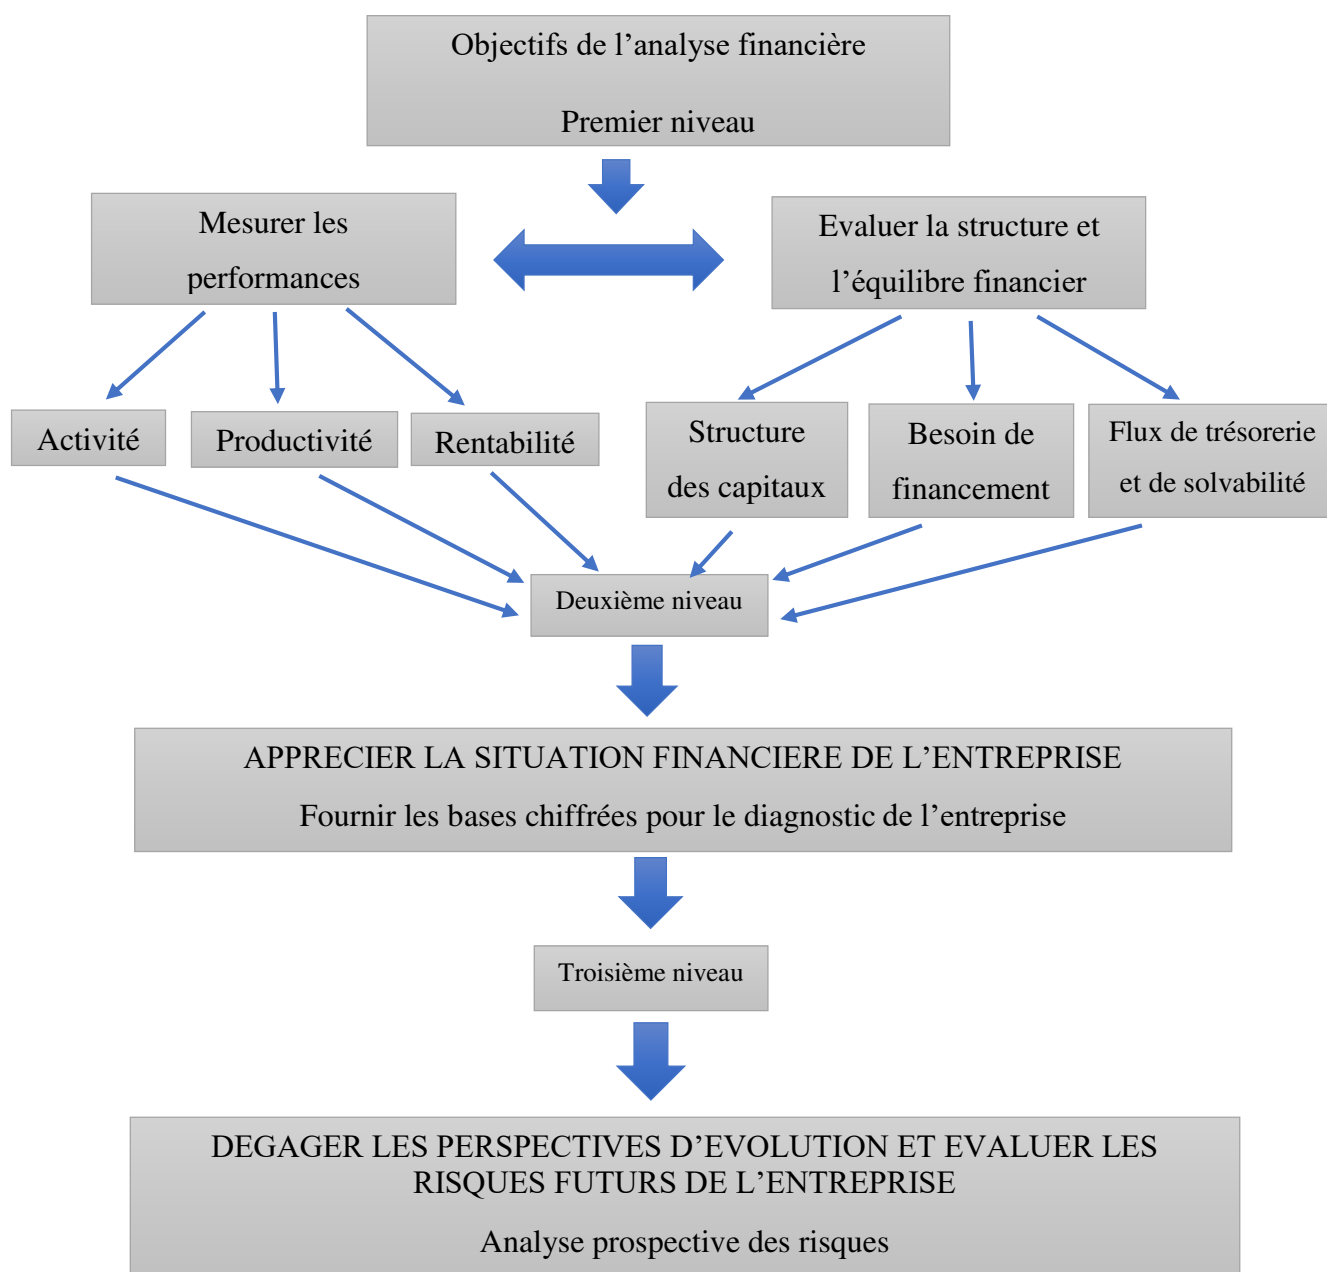 Objectifs de l’analyse financière
Premier niveau
Mesurer les
performances
Evaluer la structure et
l’équilibre financier
Activité
Productivité
Rentabilité
Structure
des capitaux
Besoin de
financement
Flux de trésorerie
et de solvabilité
Deuxième niveau
APPRECIER LA SITUATION FINANCIERE DE L’ENTREPRISE
Fournir les bases chiffrées pour le diagnostic de l’entreprise
Troisième niveau
DEGAGER LES PERSPECTIVES D’EVOLUTION ET EVALUER LES
RISQUES FUTURS DE L’ENTREPRISE
Analyse prospective des risques